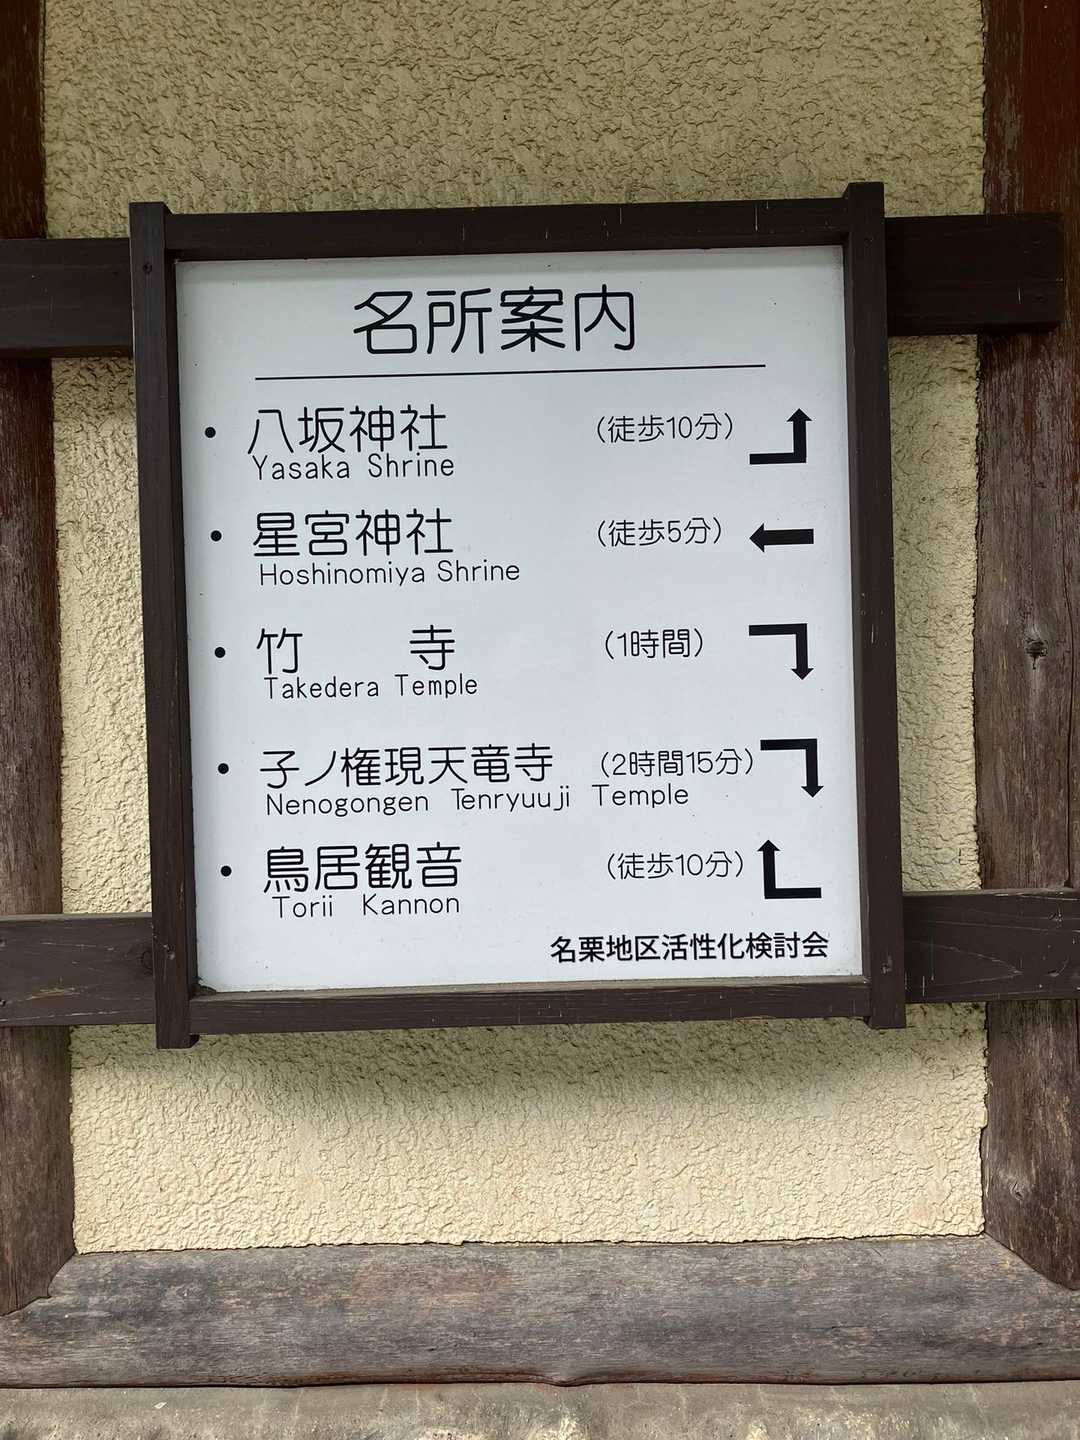 名所案内
・八坂神社 (徒歩10分)
Yasaka Shrine
・星宮神社 (徒歩5分) ←
Hoshinomiya Shrine
・竹 寺 (1時間)
Takedera Temple
・子ノ権現天竜寺 (2時間15分)
Nenogongen Tenryuuji Temple
・鳥居観音 (徒歩10分)
Torii Kannon
名栗地区活性化検討会